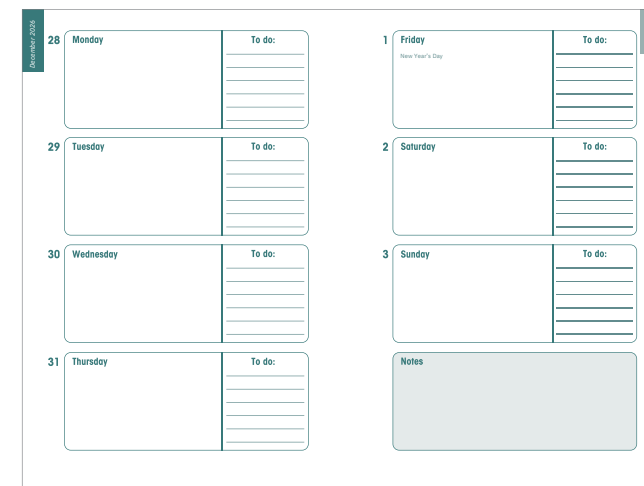 December 2026
28 Monday To do:
29 Tuesday To do:
30 Wednesday To do:
31 Thursday To do:
1 Friday To do:
New Year's Day
2 Saturday To do:
3 Sunday To do:
Notes